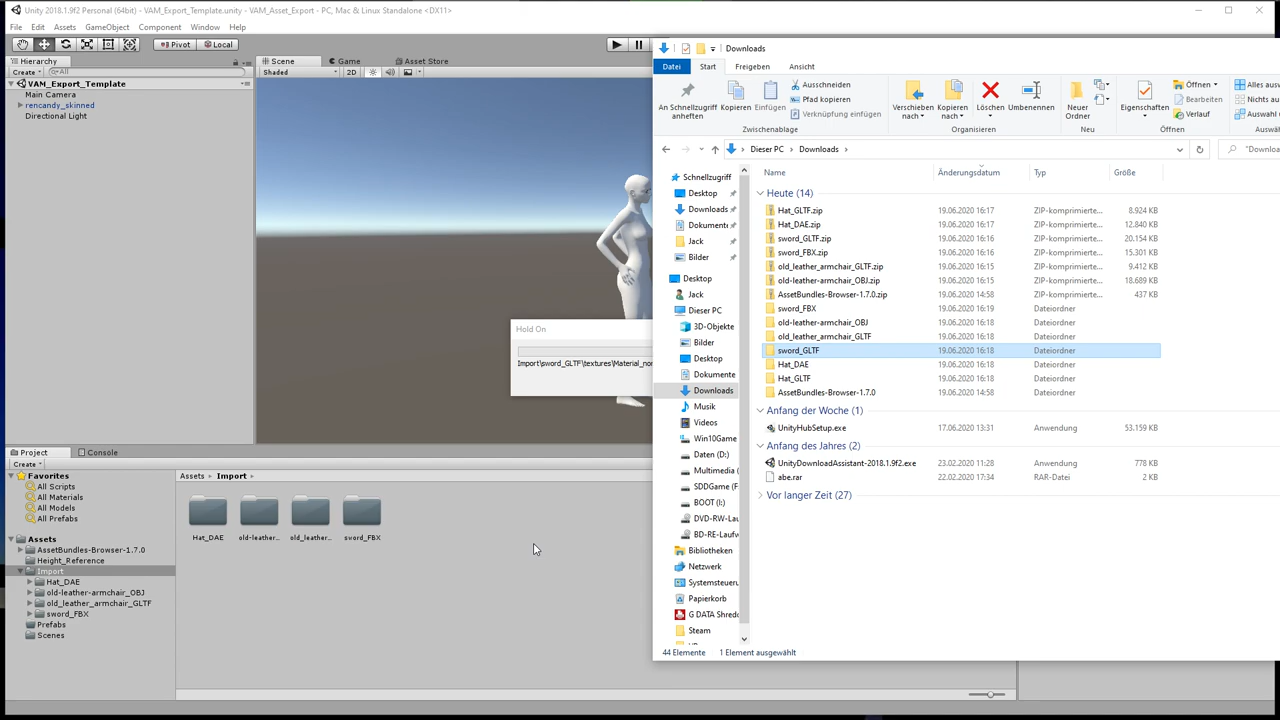 Unity 2018.1.9f2 Personal (64bit) - VAM_Export_Template.unity - VAM_Asset_Export - PC, Mac & Linux Standalone <DX11>
File Edit Assets GameObject Component Window Help
Pivot Local
Hierarchy
Create All
VAM_Export_Template
Main Camera
rencandy_skinned
Directional Light
Scene Game Asset Store
Shaded 2D
Hold On
Import\sword_GLTF\textures\Material_nor
Project Console
Create
Favorites
All Scripts
All Materials
All Models
All Prefabs
Assets
AssetBundles-Browser-1.7.0
Height_Reference
Import
Hat_DAE
old-leather-armchair_OBJ
old_leather_armchair_GLTF
sword_FBX
Prefabs
Scenes
Assets Import
Hat_DAE old-leather... old_leather... sword_FBX
Downloads
Datei Start Freigeben Ansicht
An Schnellzugriff anheften
Kopieren
Einfügen
Ausschneiden
Pfad kopieren
Verknüpfung einfügen
Zwischenablage
Verschieben nach
Kopieren nach
Löschen
Umbenennen
Organisieren
Neuer Ordner
Neu
Eigenschaften
Öffnen
Bearbeiten
Verlauf
Öffnen
Alles aus
Nichts au
Auswahl u
Dieser PC Downloads
"Downloa
Schnellzugriff
Desktop
Downloads
Dokumente
Jack
Bilder
Desktop
Jack
Dieser PC
3D-Objekte
Bilder
Desktop
Dokumente
Downloads
Musik
Videos
Win10Game
Daten (D:)
Multimedia (
SDDGame (F:
BOOT (I:)
DVD-RW-Lau
BD-RE-Laufw
Bibliotheken
Netzwerk
Systemsteueru
Papierkorb
G DATA Shredd
Steam
Name Änderungsdatum Typ Größe
Heute (14)
Hat_GLTF.zip 19.06.2020 16:17 ZIP-komprimierte... 8.924 KB
Hat_DAE.zip 19.06.2020 16:17 ZIP-komprimierte... 12.840 KB
sword_GLTF.zip 19.06.2020 16:16 ZIP-komprimierte... 20.154 KB
sword_FBX.zip 19.06.2020 16:16 ZIP-komprimierte... 15.301 KB
old_leather_armchair_GLTF.zip 19.06.2020 16:15 ZIP-komprimierte... 9.412 KB
old-leather-armchair_OBJ.zip 19.06.2020 16:15 ZIP-komprimierte... 18.689 KB
AssetBundles-Browser-1.7.0.zip 19.06.2020 14:58 ZIP-komprimierte... 437 KB
sword_FBX 19.06.2020 16:19 Dateiordner
old-leather-armchair_OBJ 19.06.2020 16:18 Dateiordner
old_leather_armchair_GLTF 19.06.2020 16:18 Dateiordner
sword_GLTF 19.06.2020 16:18 Dateiordner
Hat_DAE 19.06.2020 16:18 Dateiordner
Hat_GLTF 19.06.2020 16:18 Dateiordner
AssetBundles-Browser-1.7.0 19.06.2020 14:58 Dateiordner
Anfang der Woche (1)
UnityHubSetup.exe 17.06.2020 13:31 Anwendung 53.159 KB
Anfang des Jahres (2)
UnityDownloadAssistant-2018.1.9f2.exe 23.02.2020 11:28 Anwendung 778 KB
abe.rar 22.02.2020 17:34 RAR-Datei 2 KB
Vor langer Zeit (27)
44 Elemente 1 Element ausgewählt